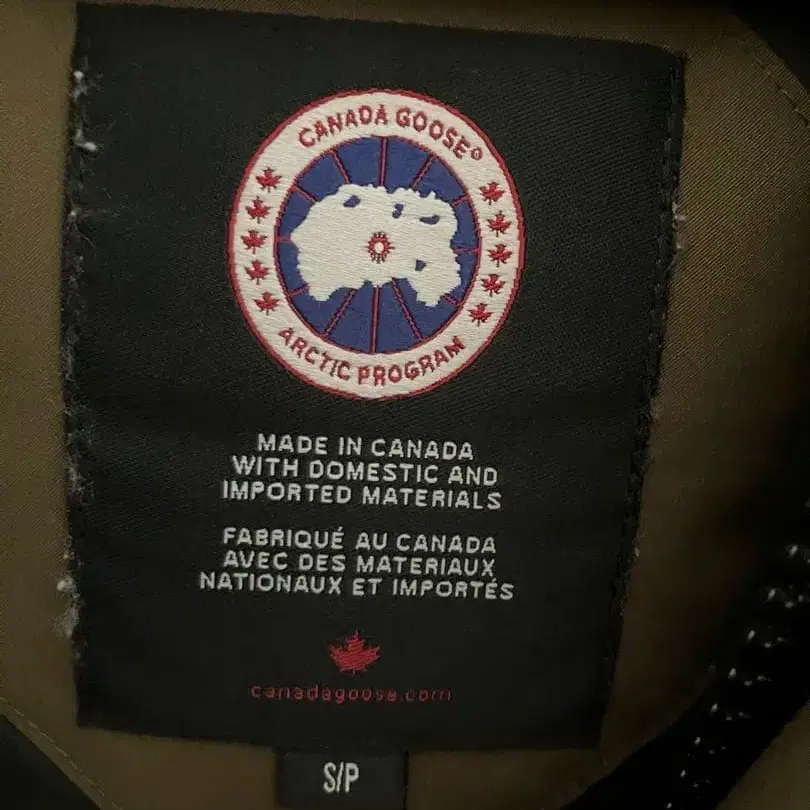 CANADA GOOSE®
ARCTIC PROGRAM
MADE IN CANADA
WITH DOMESTIC AND
IMPORTED MATERIALS
FABRIQUÉ AU CANADA
AVEC DES MATERIAUX
NATIONAUX ET IMPORTÉS
canadagoose.com
S/P